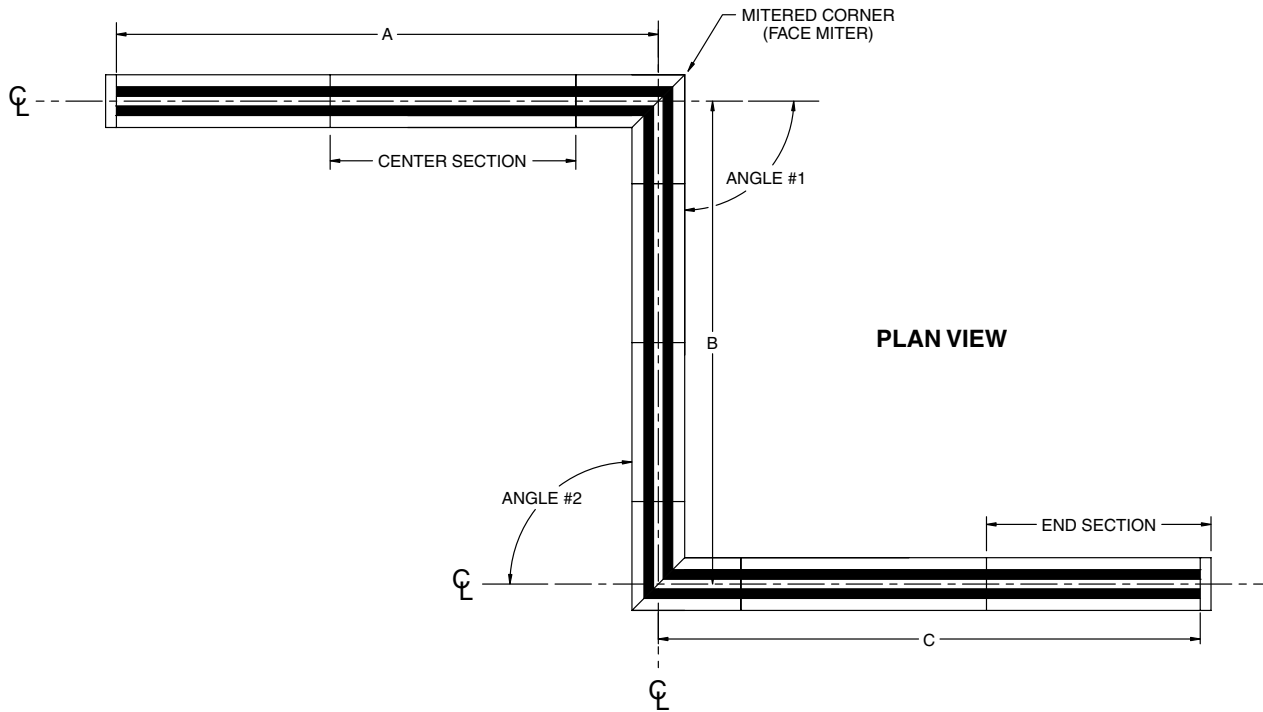 MITERED CORNER
(FACE MITER)
A
℄
CENTER SECTION
ANGLE #1
B
PLAN VIEW
ANGLE #2
END SECTION
℄
C
℄